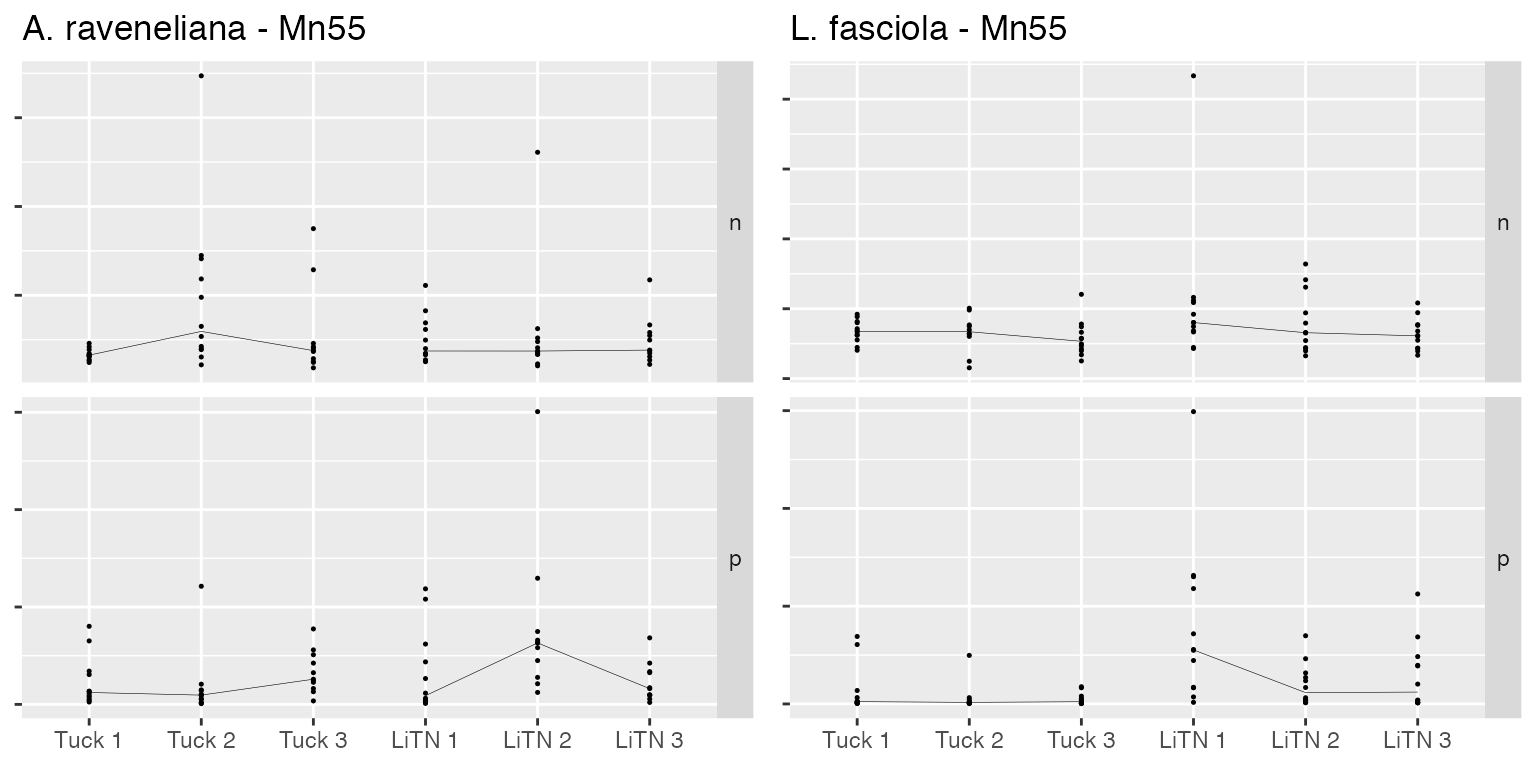 A. raveneliana - Mn55
L. fasciola - Mn55
n
n
p
p
Tuck 1 Tuck 2 Tuck 3 LiTN 1 LiTN 2 LiTN 3
Tuck 1 Tuck 2 Tuck 3 LiTN 1 LiTN 2 LiTN 3